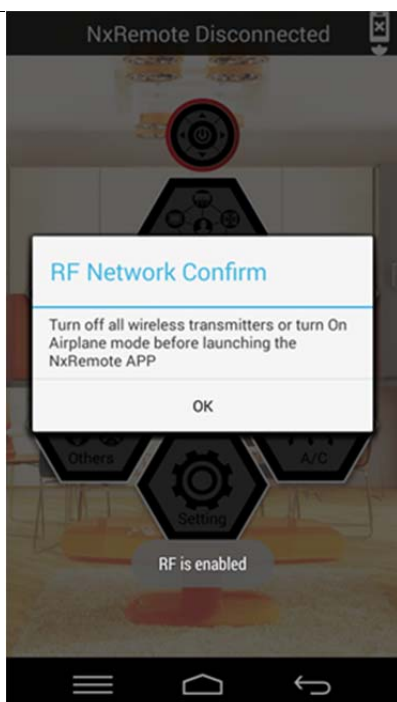 NxRemote Disconnected
RF Network Confirm
Turn off all wireless transmitters or turn On
Airplane mode before launching the
NxRemote APP
OK
Others
A/C
Setting
RF is enabled